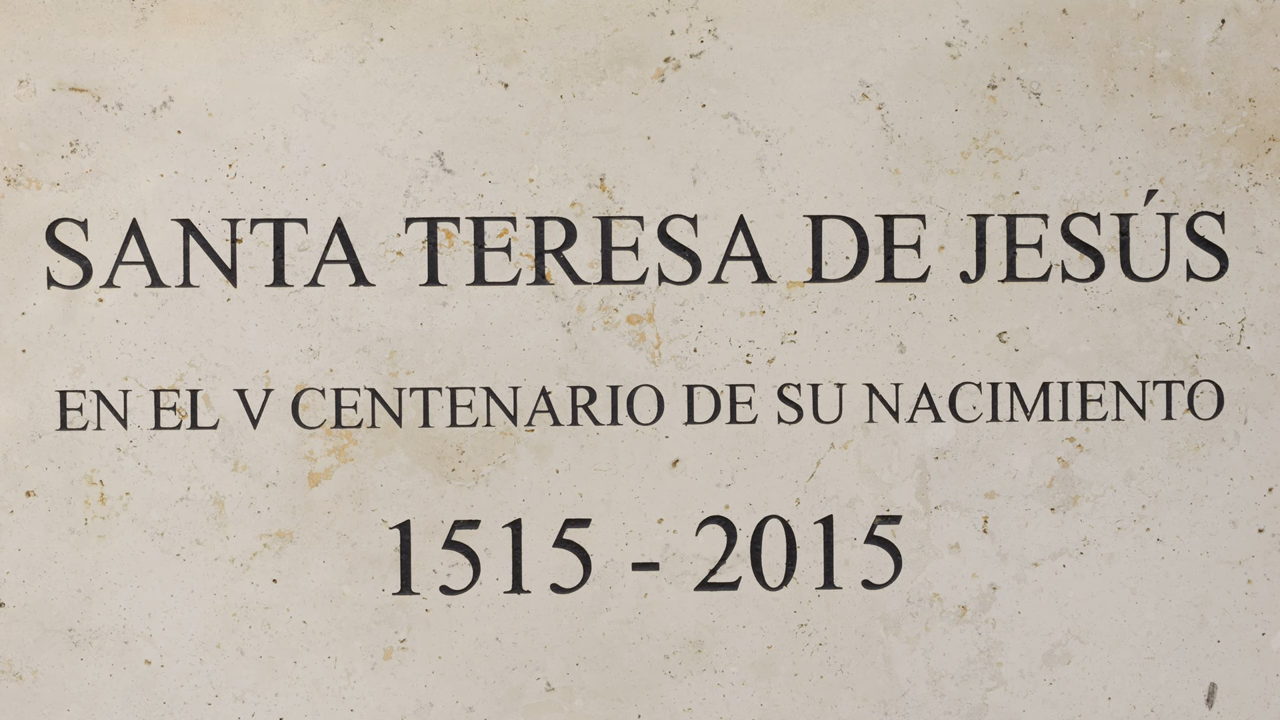 SANTA TERESA DE JESÚS
EN EL V CENTENARIO DE SU NACIMIENTO
1515 - 2015